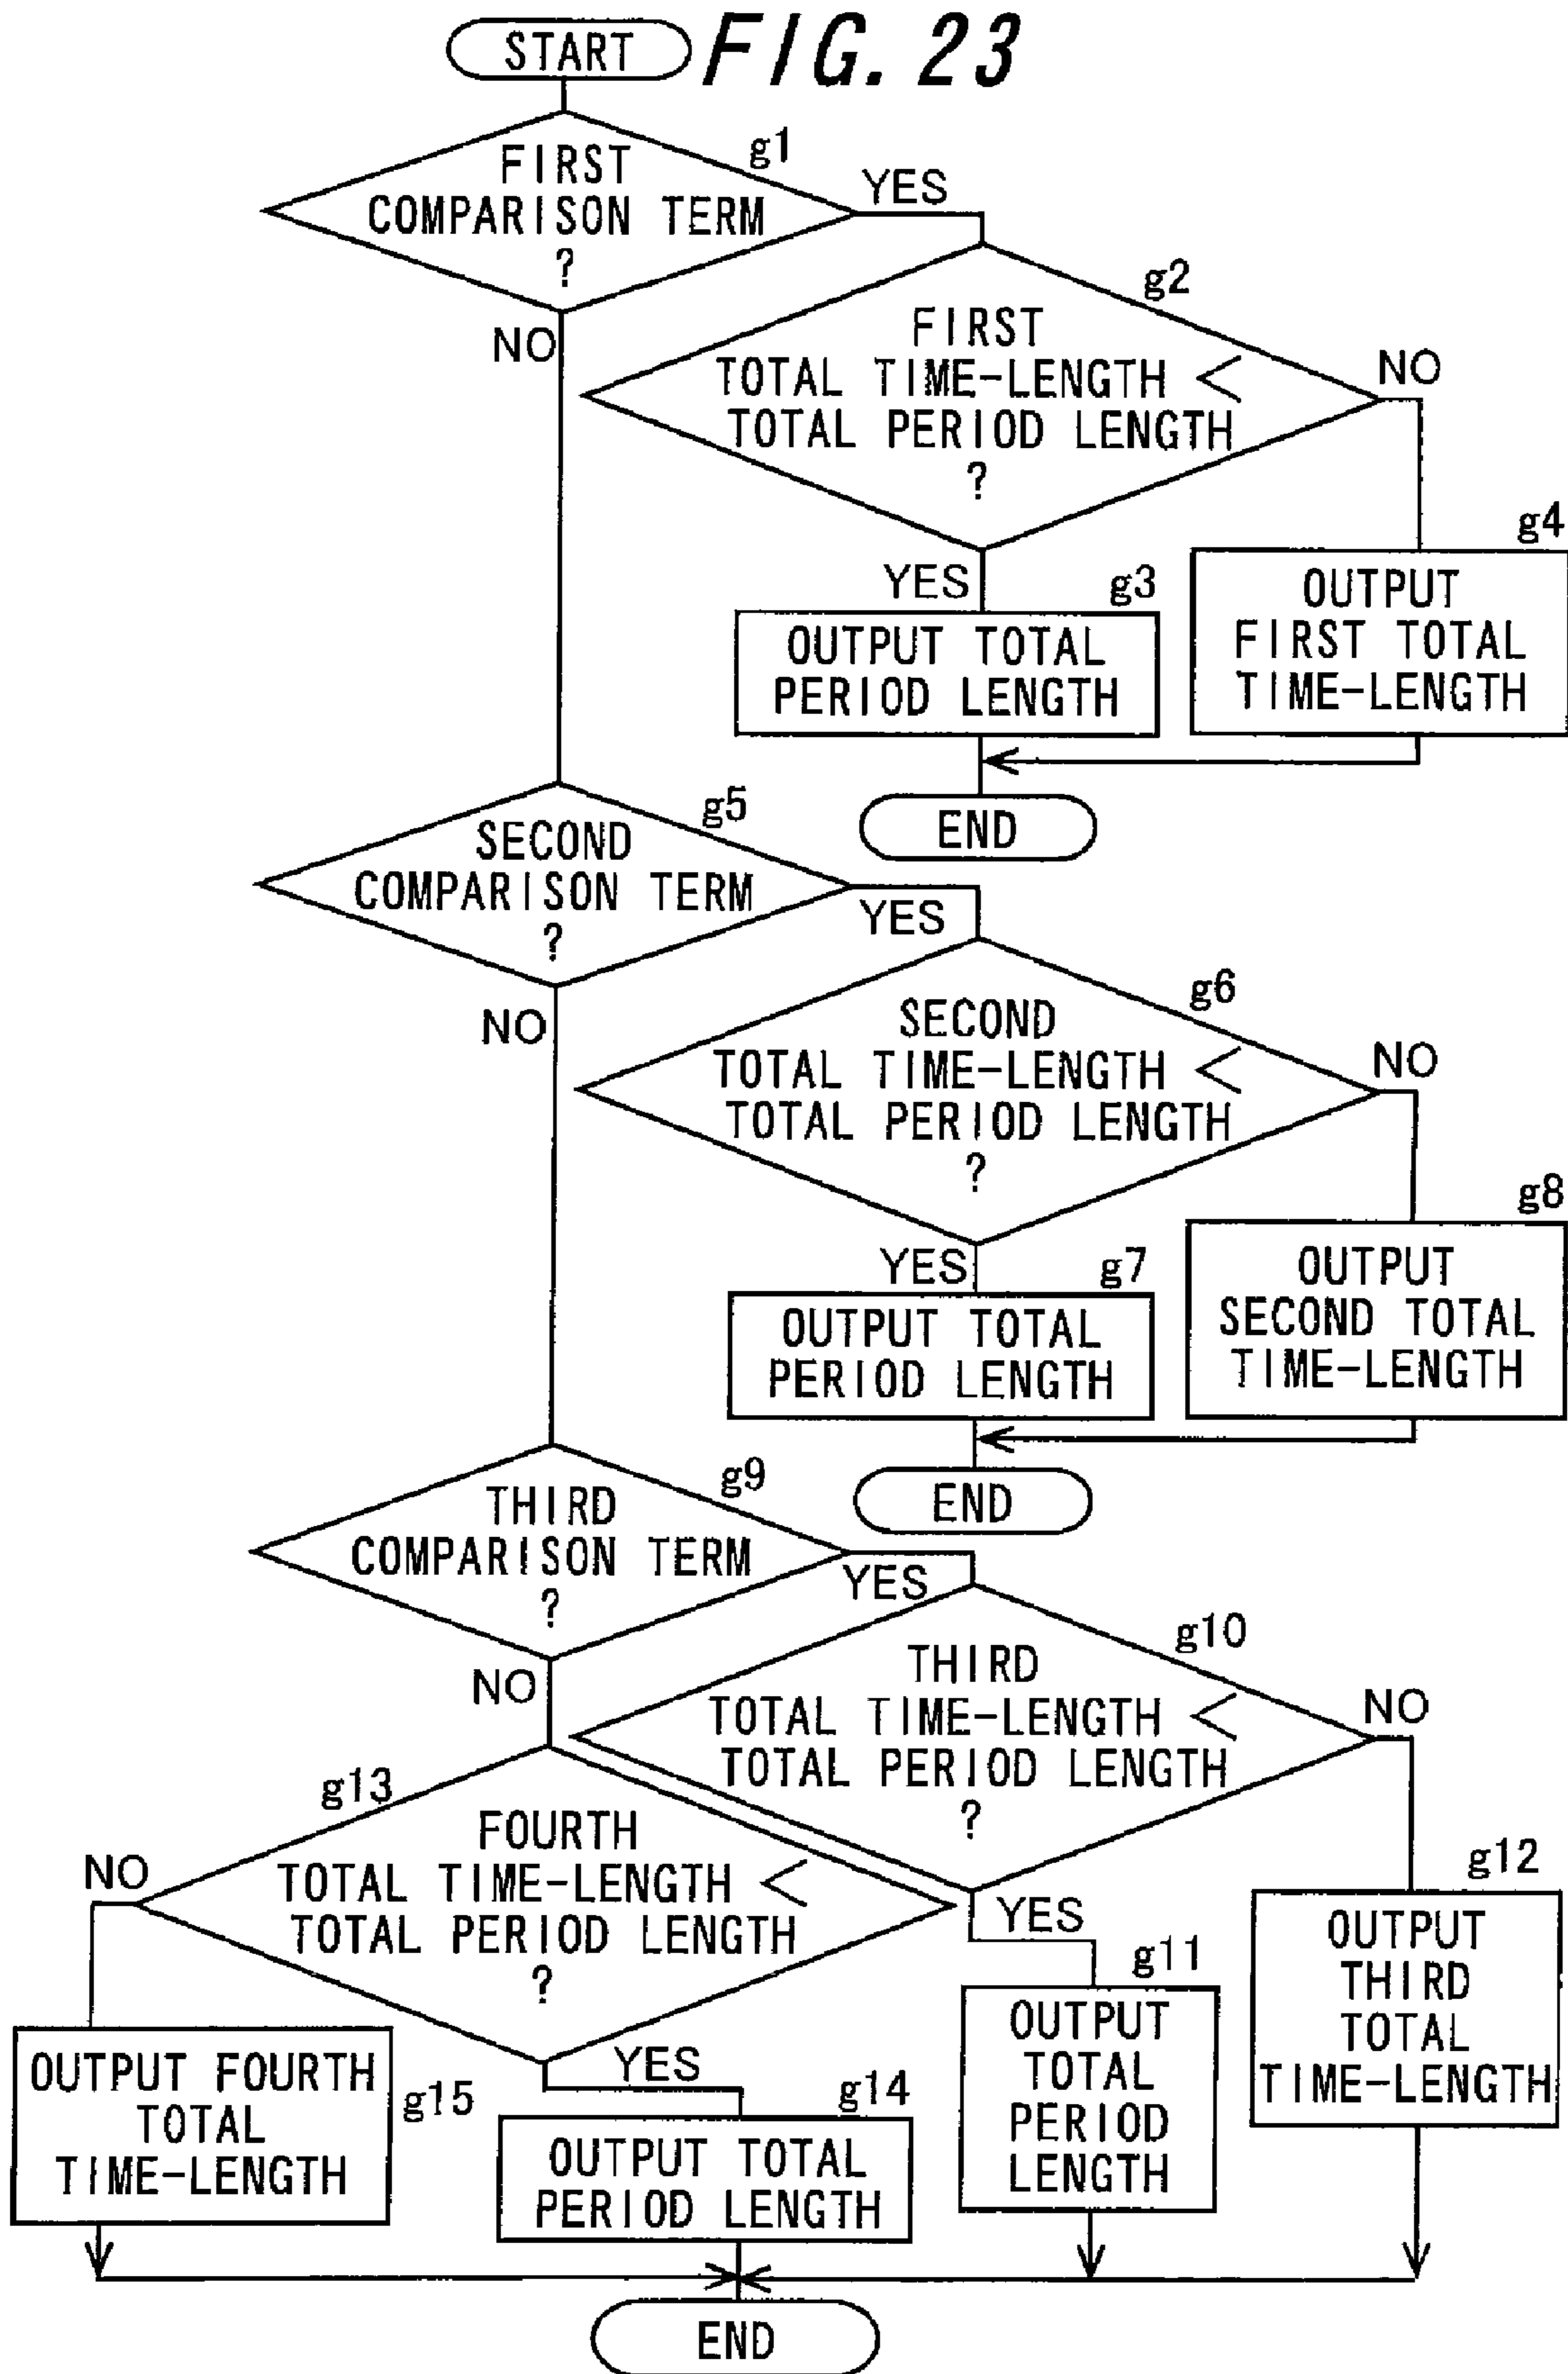 START
FIG. 23
g1
FIRST
COMPARISON TERM
?
YES
NO
g2
FIRST
TOTAL TIME-LENGTH <
TOTAL PERIOD LENGTH
?
NO
YES
g3
OUTPUT TOTAL
PERIOD LENGTH
g4
OUTPUT
FIRST TOTAL
TIME-LENGTH
END
g5
SECOND
COMPARISON TERM
?
YES
NO
g6
SECOND
TOTAL TIME-LENGTH <
TOTAL PERIOD LENGTH
?
NO
YES
g7
OUTPUT TOTAL
PERIOD LENGTH
g8
OUTPUT
SECOND TOTAL
TIME-LENGTH
END
g9
THIRD
COMPARISON TERM
?
YES
NO
g10
THIRD
TOTAL TIME-LENGTH <
TOTAL PERIOD LENGTH
?
NO
YES
g11
OUTPUT
TOTAL
PERIOD
LENGTH
g12
OUTPUT
THIRD
TOTAL
TIME-LENGTH
g13
FOURTH
TOTAL TIME-LENGTH <
TOTAL PERIOD LENGTH
?
NO
YES
g14
OUTPUT TOTAL
PERIOD LENGTH
g15
OUTPUT FOURTH
TOTAL
TIME-LENGTH
END